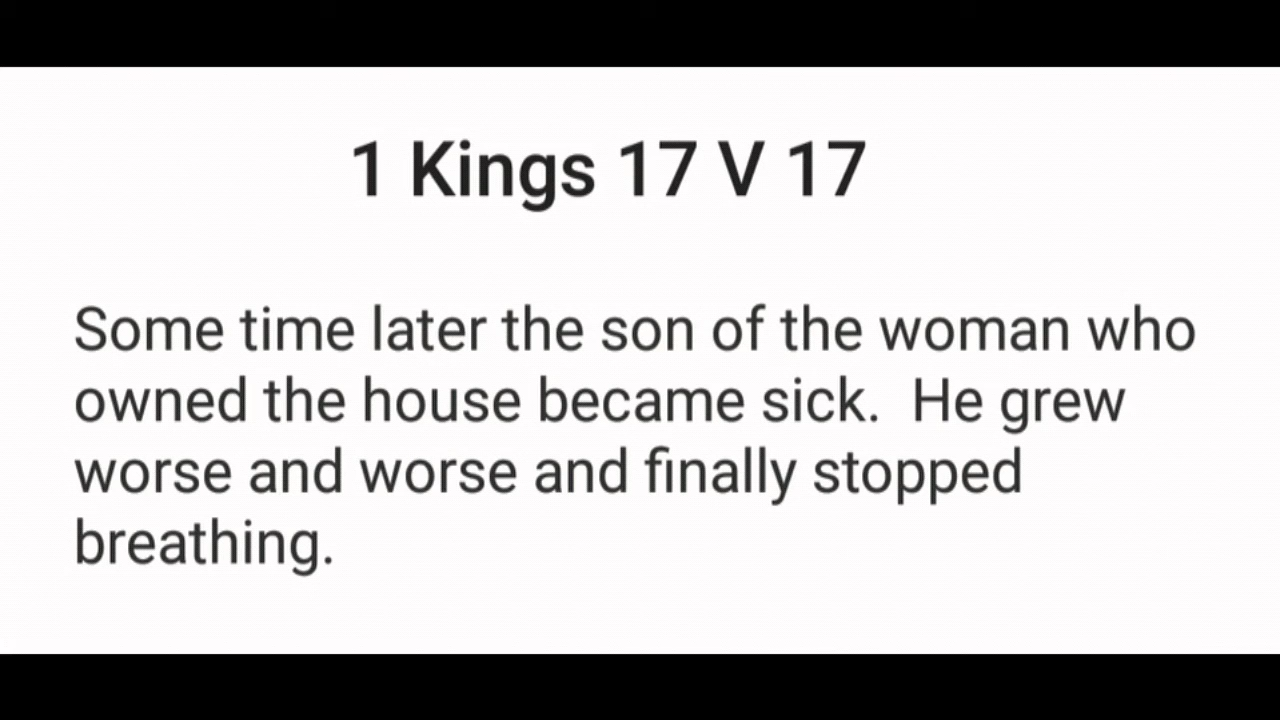 1 Kings 17 V 17
Some time later the son of the woman who
owned the house became sick.  He grew
worse and worse and finally stopped
breathing.